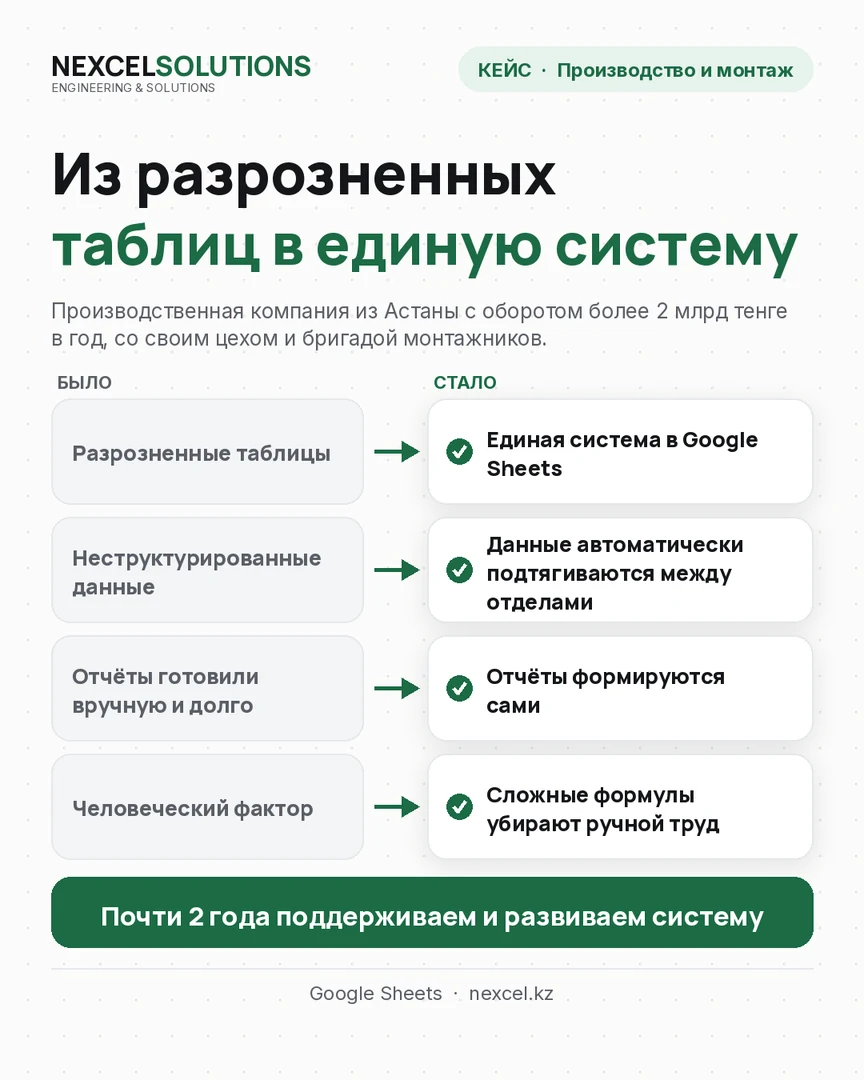 NEXCELSOLUTIONS
ENGINEERING & SOLUTIONS
КЕЙС · Производство и монтаж
Из разрозненных
таблиц в единую систему
Производственная компания из Астаны с оборотом более 2 млрд тенге
в год, со своим цехом и бригадой монтажников.
БЫЛО
СТАЛО
Разрозненные таблицы
Единая система в Google
Sheets
Неструктурированные
данные
Данные автоматически
подтягиваются между
отделами
Отчёты готовили
вручную и долго
Отчёты формируются
сами
Человеческий фактор
Сложные формулы
убирают ручной труд
Почти 2 года поддерживаем и развиваем систему
Google Sheets · nexcel.kz